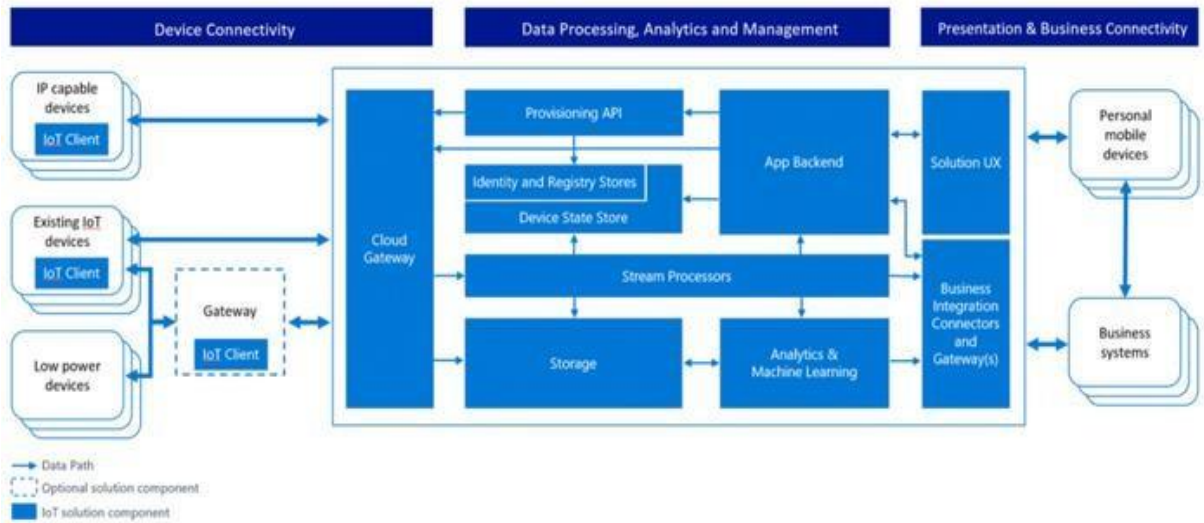 Device Connectivity
Data Processing, Analytics and Management
Presentation & Business Connectivity
IP capable
devices
IoT Client
Existing IoT
devices
IoT Client
Low power
devices
Gateway
IoT Client
Cloud
Gateway
Provisioning API
Identity and Registry Stores
Device State Store
Stream Processors
Storage
App Backend
Analytics &
Machine Learning
Solution UX
Business
Integration
Connectors
and
Gateway(s)
Personal
mobile
devices
Business
systems
Data Path
Optional solution component
IoT solution component